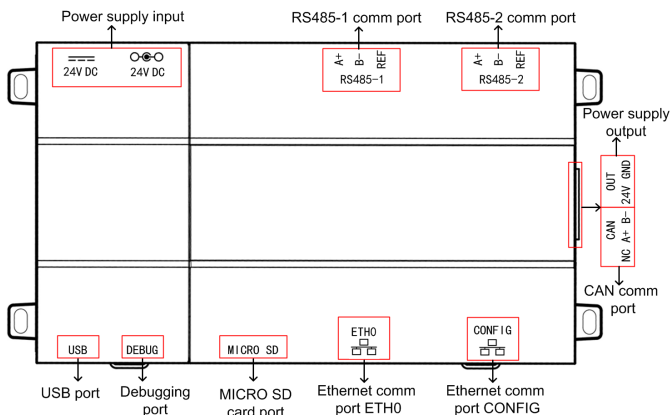 Power supply input
RS485-1 comm port
RS485-2 comm port
24V DC
24V DC
A+
B-
REF
RS485-1
A+
B-
REF
RS485-2
Power supply
output
OUT
24V GND
CAN
NC A+ B-
CAN comm
port
USB
DEBUG
MICRO SD
ETH0
CONFIG
USB port
Debugging
port
MICRO SD
card port
Ethernet comm
port ETH0
Ethernet comm
port CONFIG